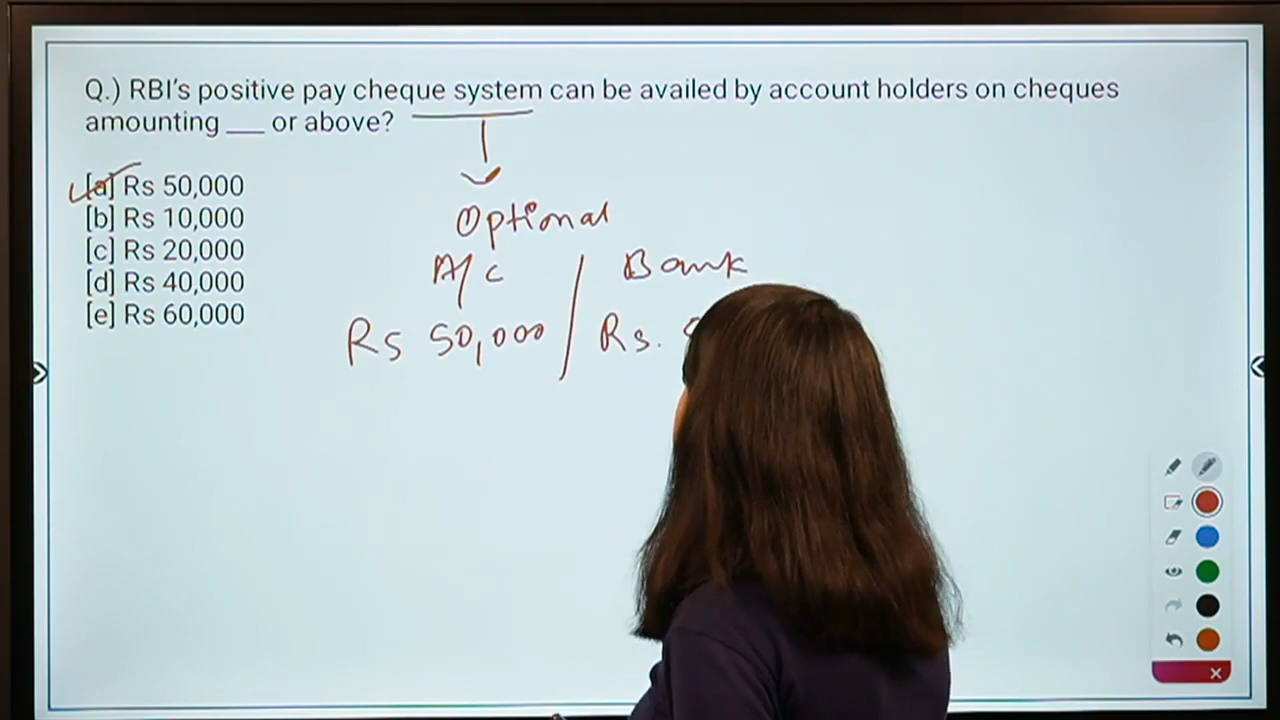 Q.) RBI's positive pay cheque system can be availed by account holders on cheques
amounting ___ or above?
[a] Rs 50,000
[b] Rs 10,000
[c] Rs 20,000
[d] Rs 40,000
[e] Rs 60,000
Optional
A/c / Bank
Rs 50,000 / Rs.